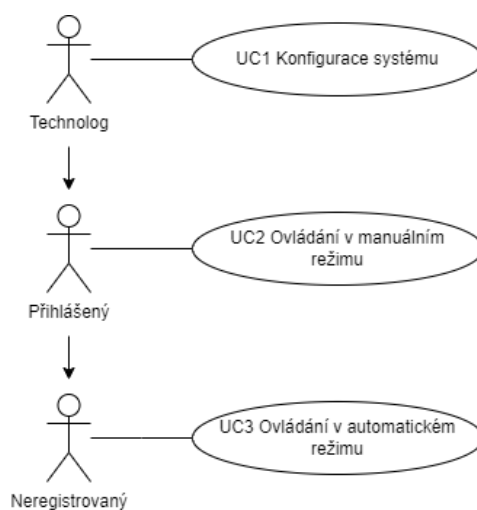 UC1 Konfigurace systému
Technolog
UC2 Ovládání v manuálním
režimu
Přihlášený
UC3 Ovládání v automatickém
režimu
Neregistrovaný